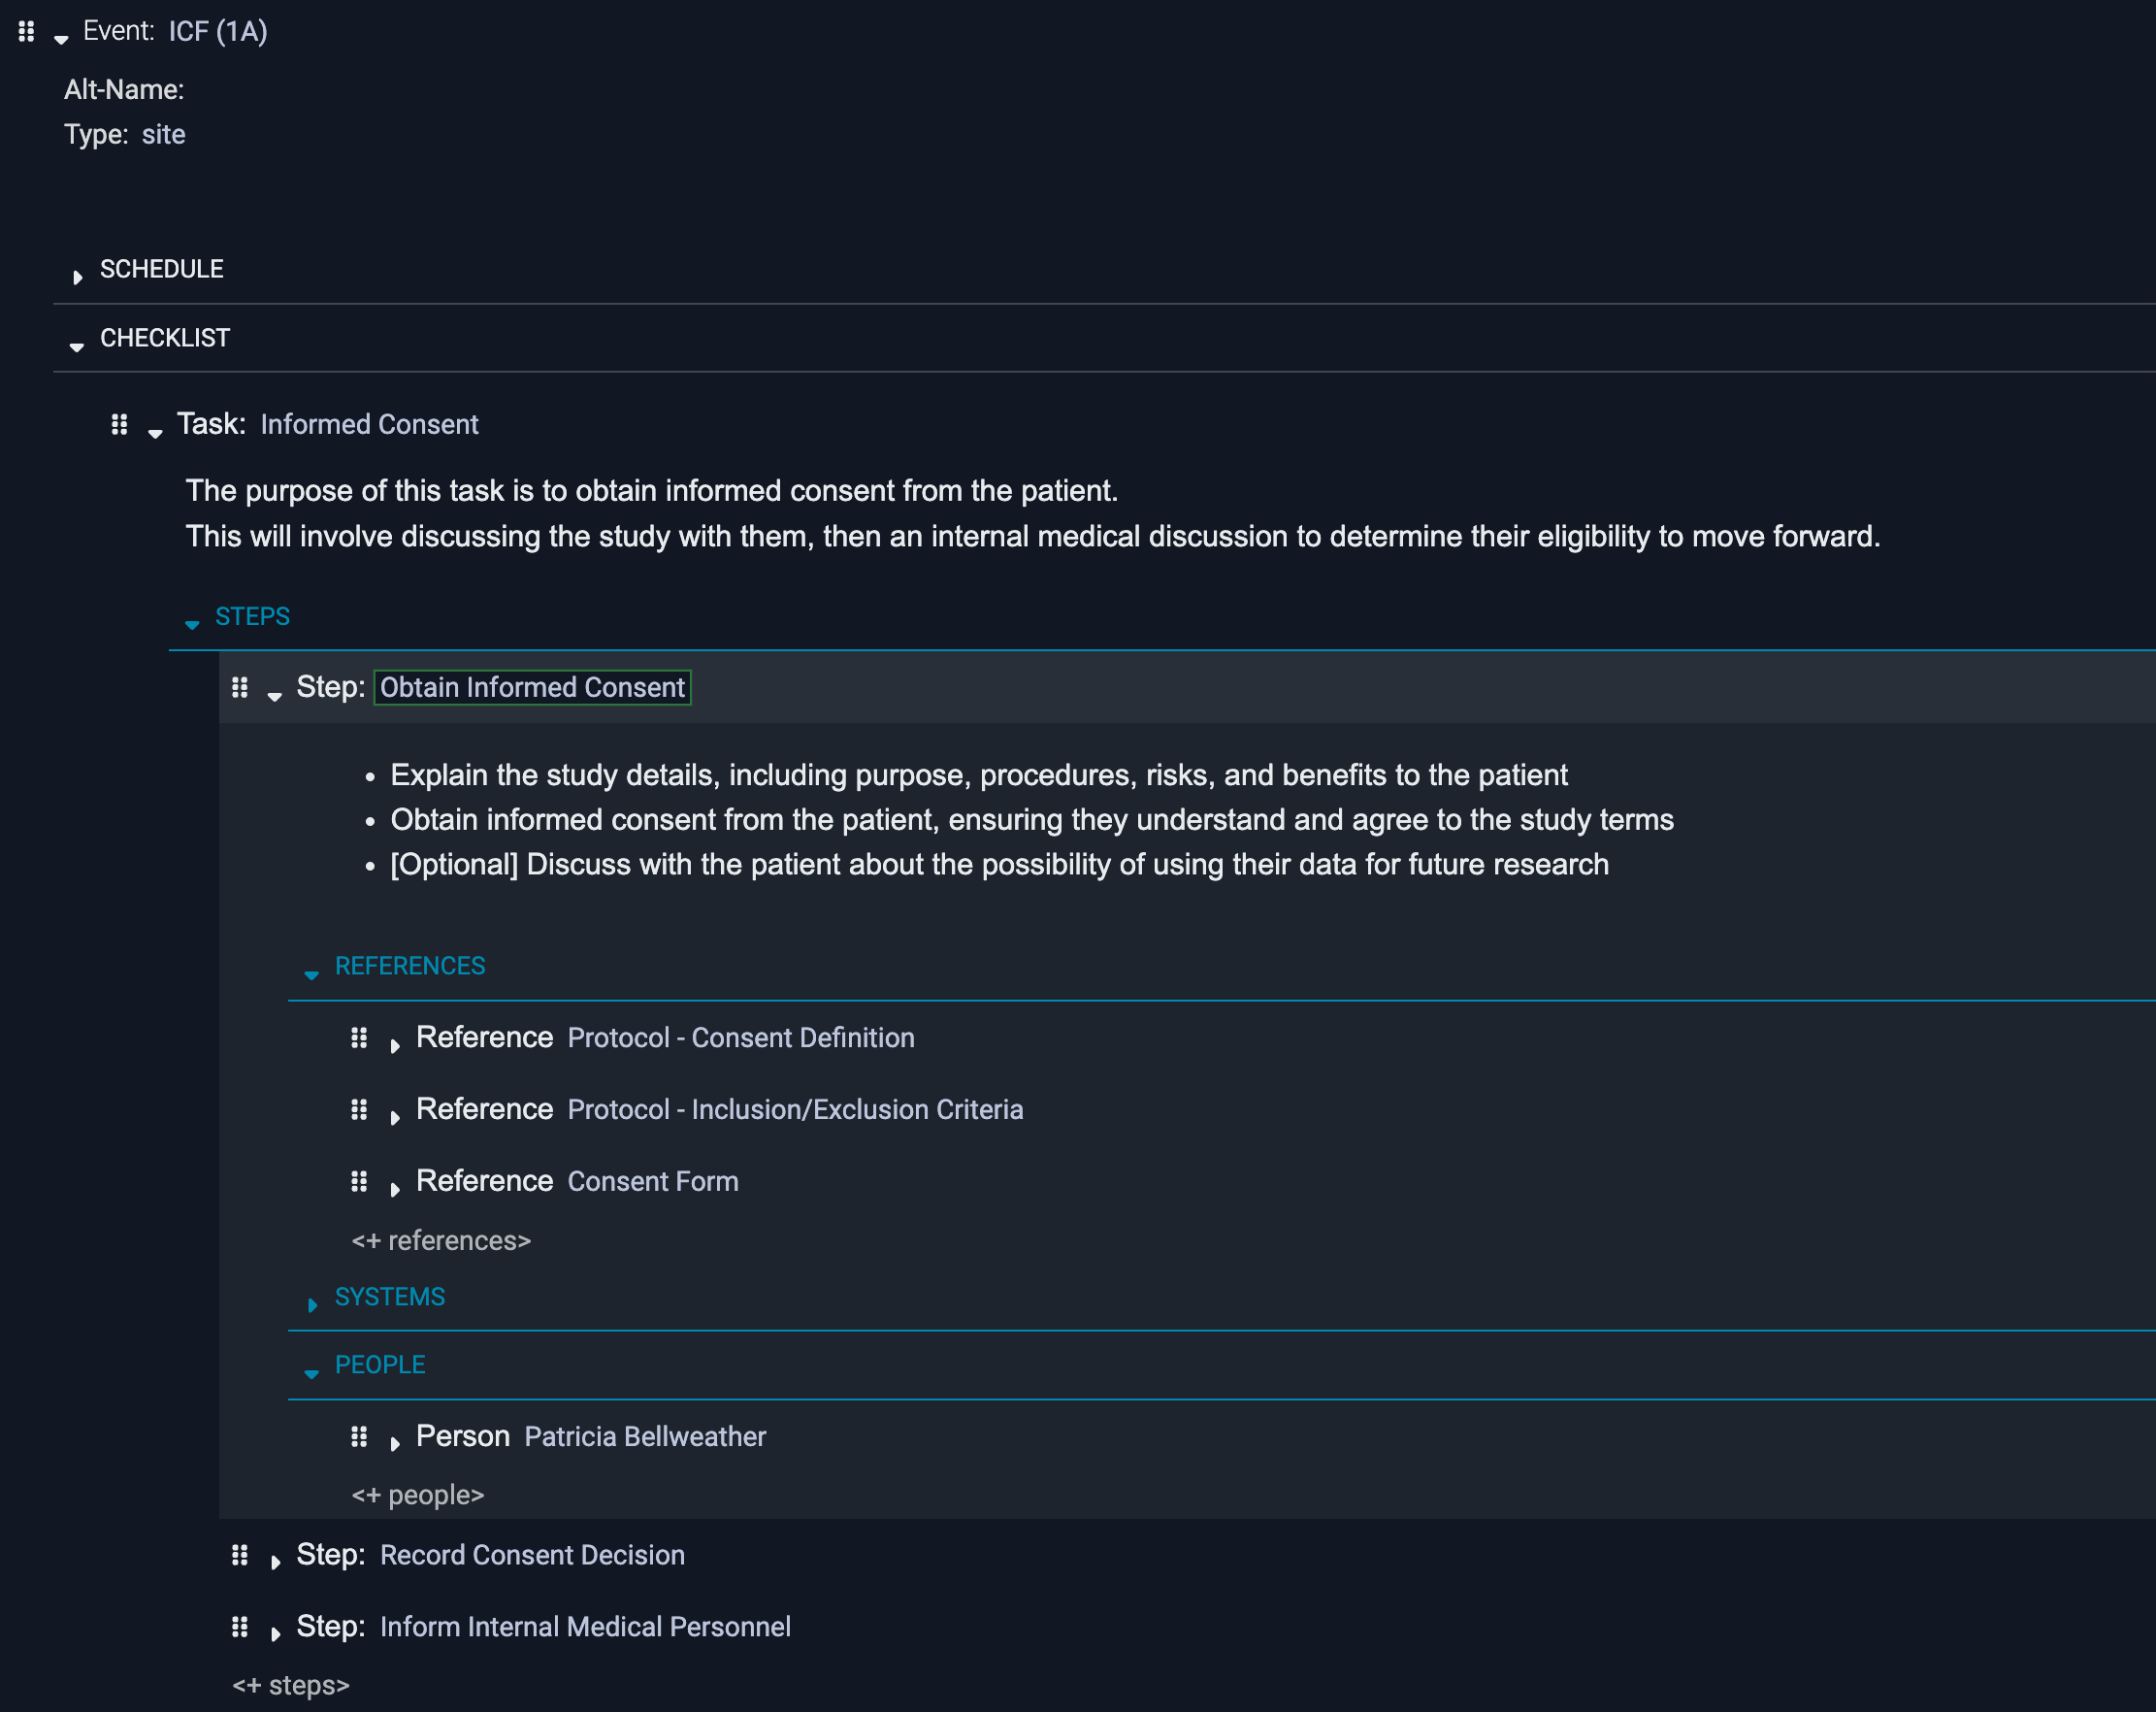 Event: ICF (1A)
Alt-Name:
Type: site
SCHEDULE
CHECKLIST
Task: Informed Consent
The purpose of this task is to obtain informed consent from the patient.
This will involve discussing the study with them, then an internal medical discussion to determine their eligibility to move forward.
STEPS
Step: Obtain Informed Consent
• Explain the study details, including purpose, procedures, risks, and benefits to the patient
• Obtain informed consent from the patient, ensuring they understand and agree to the study terms
• [Optional] Discuss with the patient about the possibility of using their data for future research
REFERENCES
Reference Protocol - Consent Definition
Reference Protocol - Inclusion/Exclusion Criteria
Reference Consent Form
<+ references>
SYSTEMS
PEOPLE
Person Patricia Bellweather
<+ people>
Step: Record Consent Decision
Step: Inform Internal Medical Personnel
<+ steps>